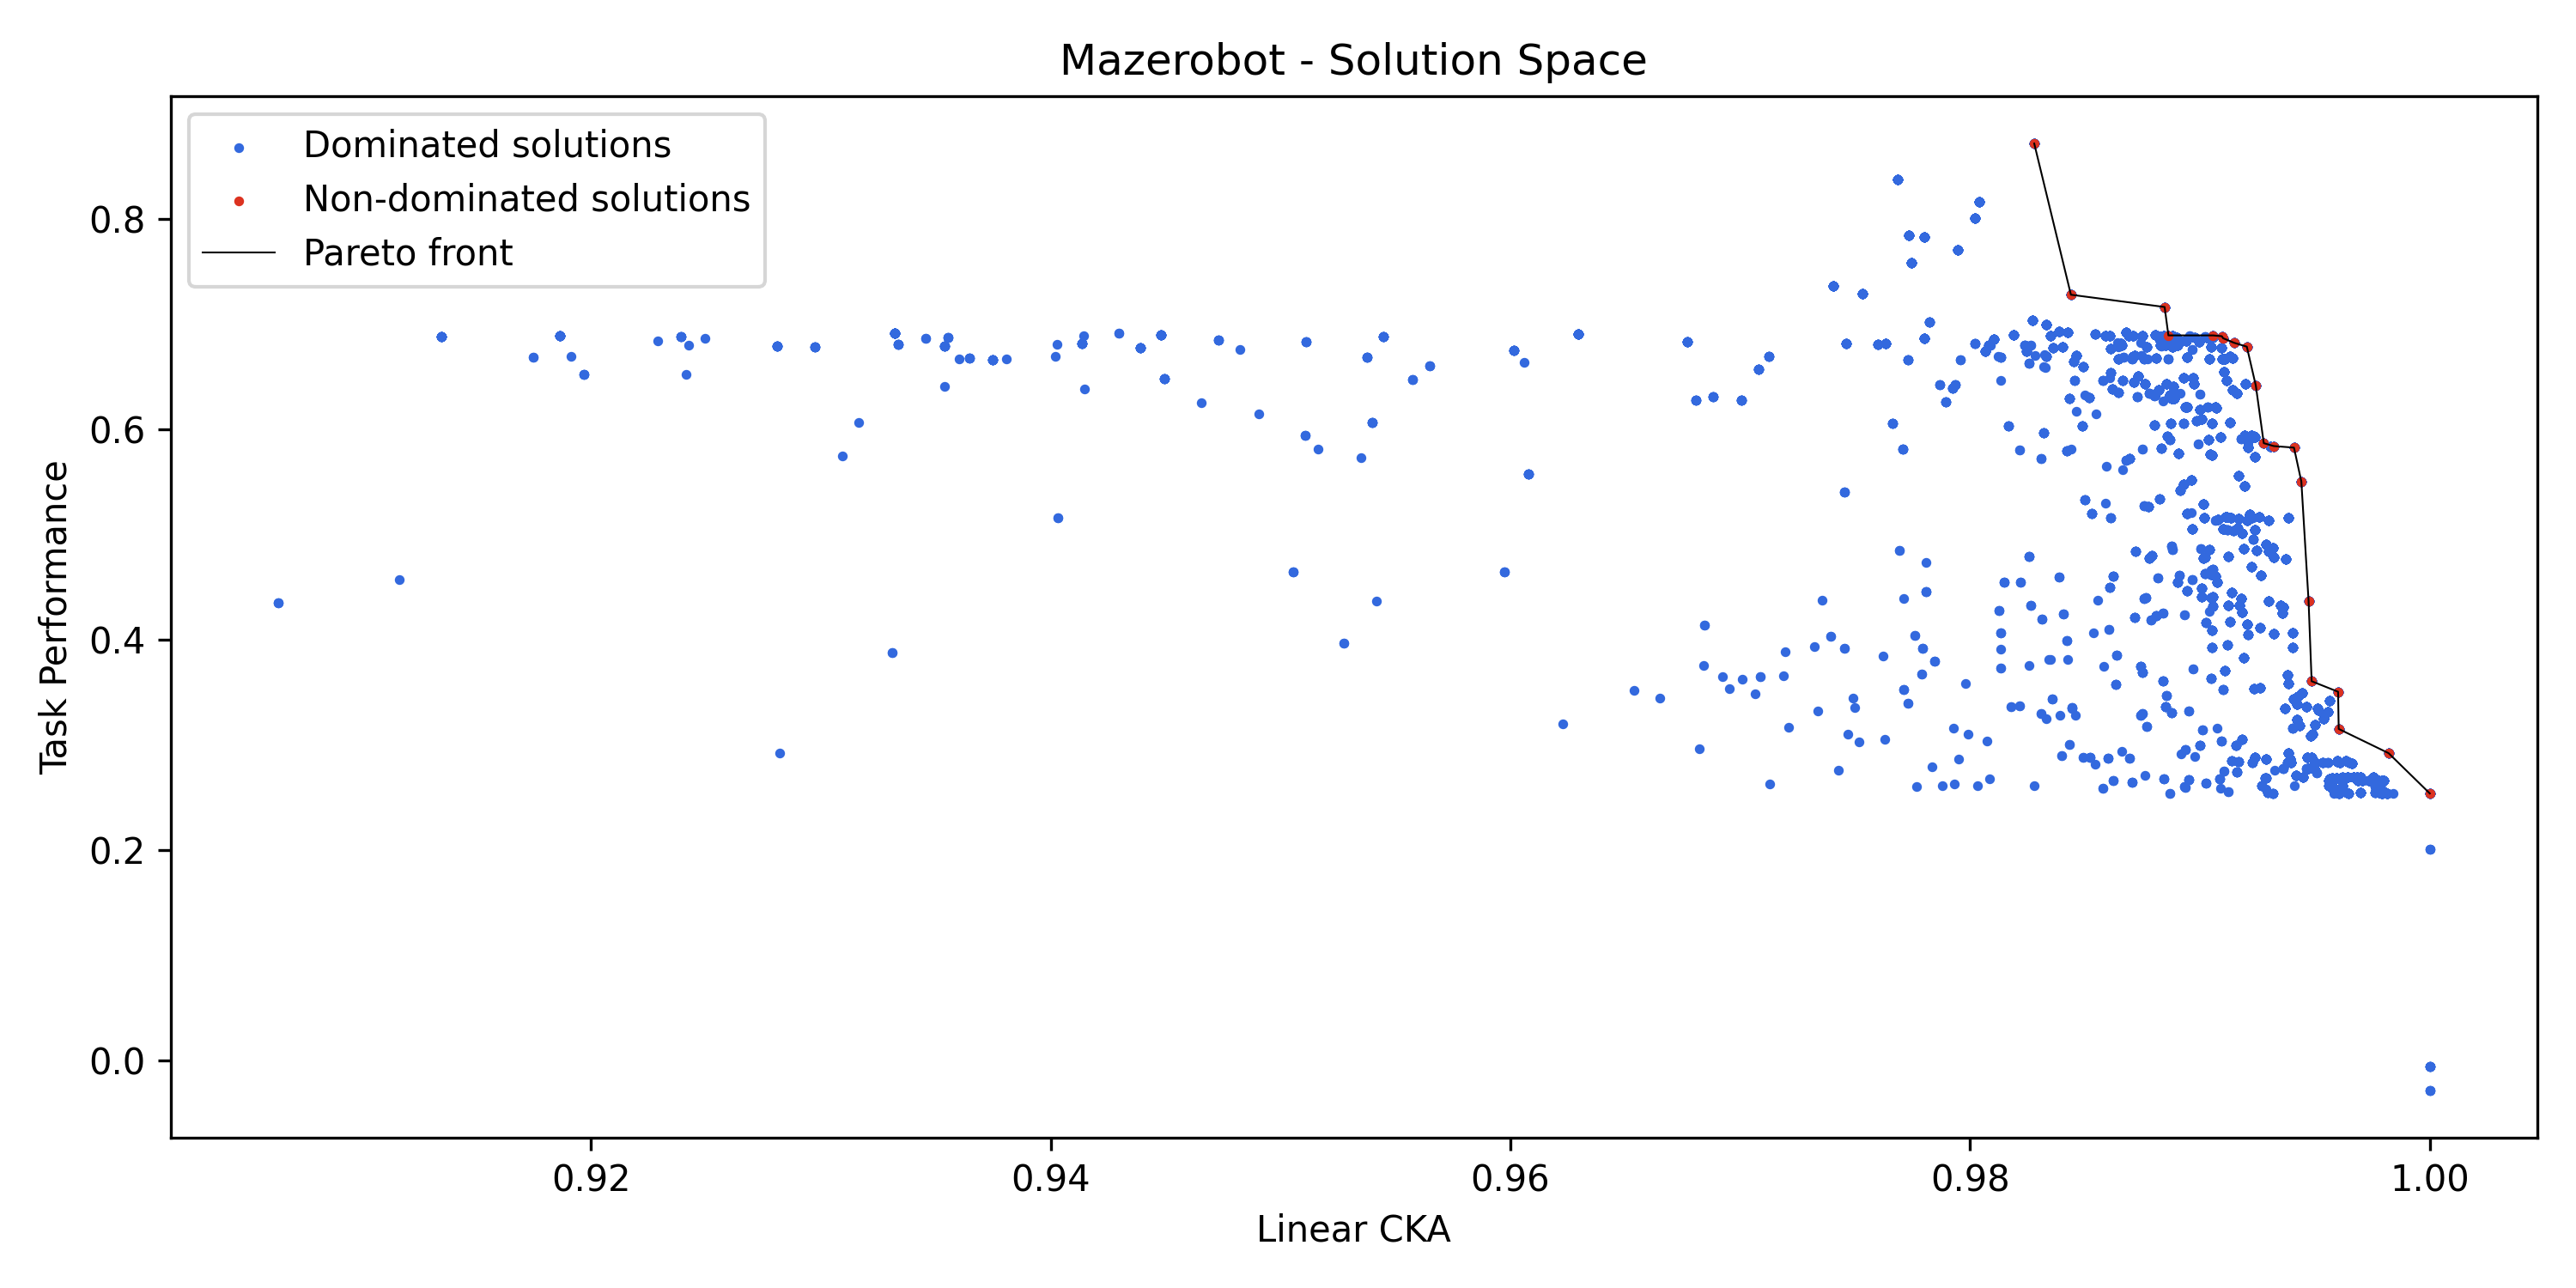 Mazerobot - Solution Space
Dominated solutions
Non-dominated solutions
Pareto front
Task Performance
0.8
0.6
0.4
0.2
0.0
0.92
0.94
0.96
0.98
1.00
Linear CKA